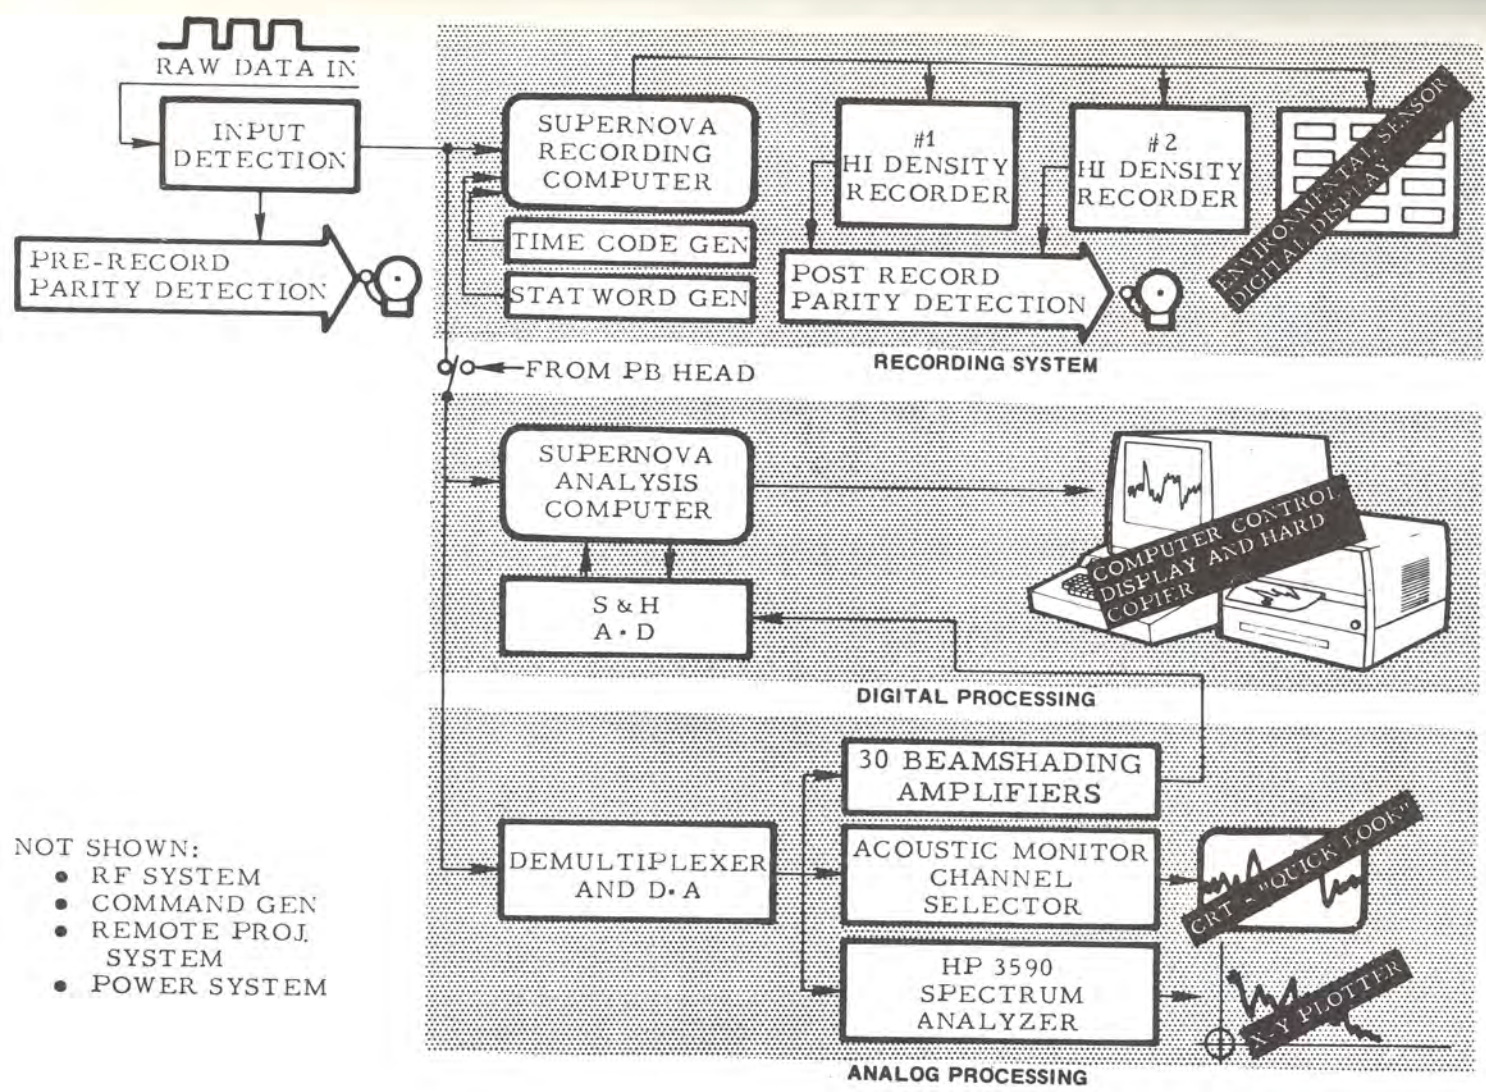 RAW DATA IN
INPUT
DETECTION
PRE-RECORD
PARITY DETECTION
SUPERNOVA
RECORDING
COMPUTER
TIME CODE GEN
STAT WORD GEN
#1
HI DENSITY
RECORDER
#2
HI DENSITY
RECORDER
ENVIRONMENTAL SENSOR
DIGITAL DISPLAY
POST RECORD
PARITY DETECTION
RECORDING SYSTEM
FROM PB HEAD
SUPERNOVA
ANALYSIS
COMPUTER
S & H
A · D
COMPUTER CONTROL
DISPLAY AND HARD
COPIER
DIGITAL PROCESSING
30 BEAMSHADING
AMPLIFIERS
DEMULTIPLEXER
AND D·A
ACOUSTIC MONITOR
CHANNEL
SELECTOR
CRT - "QUICK LOOK"
HP 3590
SPECTRUM
ANALYZER
X-Y PLOTTER
ANALOG PROCESSING
NOT SHOWN:
• RF SYSTEM
• COMMAND GEN
• REMOTE PROJ.
SYSTEM
• POWER SYSTEM